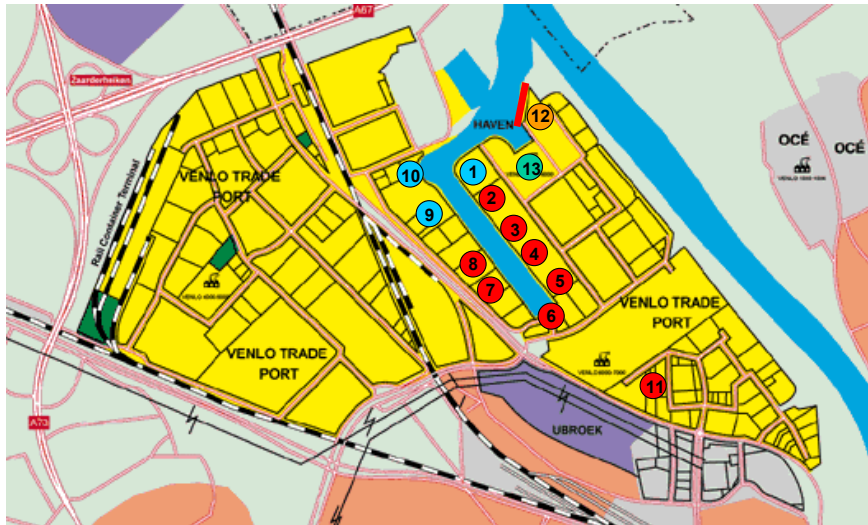 A67
Zaarderheiken
HAVEN
12
OCÉ
OCÉ
13
1
10
VENLO TRADE
PORT
2
9
3
Rail Container Terminal
4
8
5
7
VENLO TRADE
PORT
6
VENLO TRADE
PORT
11
A73
UBROEK